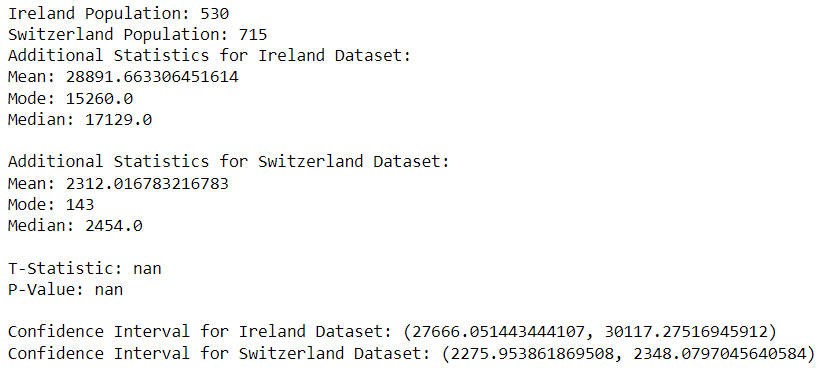 Ireland Population: 530
Switzerland Population: 715
Additional Statistics for Ireland Dataset:
Mean: 28891.663306451614
Mode: 15260.0
Median: 17129.0
Additional Statistics for Switzerland Dataset:
Mean: 2312.016783216783
Mode: 143
Median: 2454.0
T-Statistic: nan
P-Value: nan
Confidence Interval for Ireland Dataset: (27666.051443444107, 30117.27516945912)
Confidence Interval for Switzerland Dataset: (2275.953861869508, 2348.0797045640584)